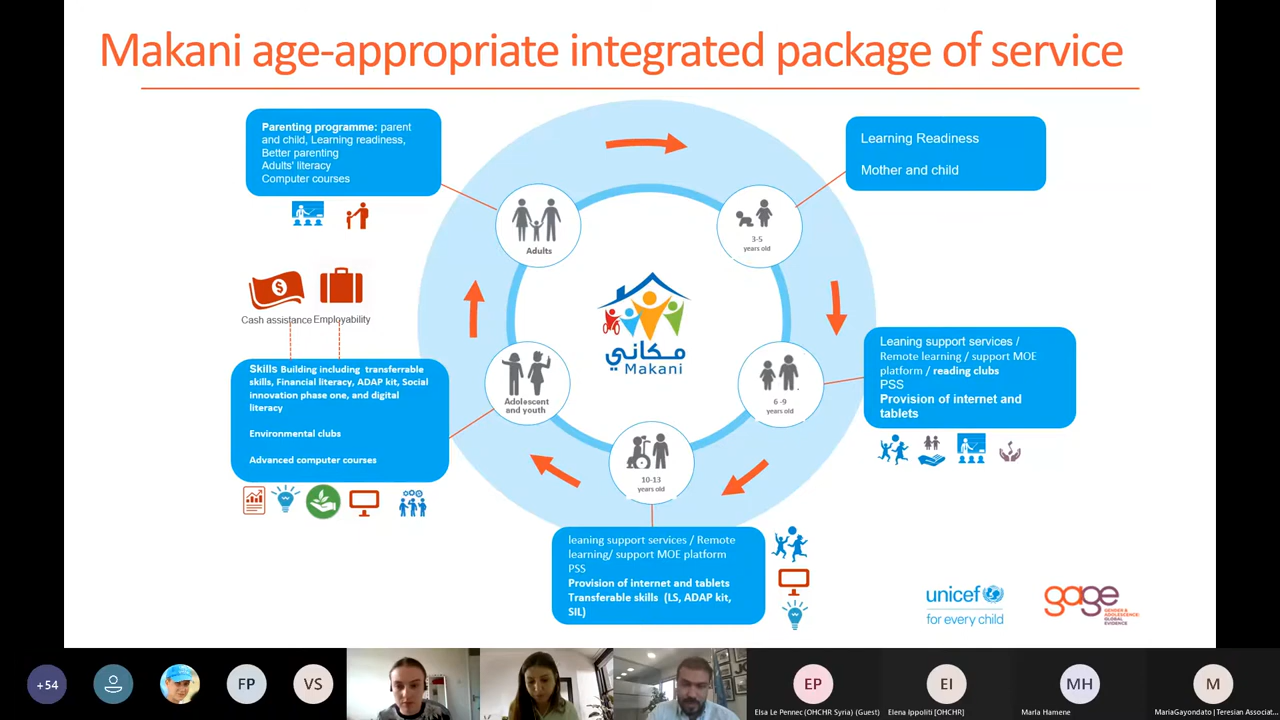 Makani age-appropriate integrated package of service
Parenting programme: parent
and child, Learning readiness,
Better parenting
Adults' literacy
Computer courses
Learning Readiness
Mother and child
Adults
3-5
years old
Cash assistance
Employability
مكاني
Makani
Leaning support services /
Remote learning / support MOE
platform / reading clubs
PSS
Provision of internet and
tablets
Skills Building including transferrable
skills, Financial literacy, ADAP kit, Social
innovation phase one, and digital
literacy
Environmental clubs
Advanced computer courses
Adolescent
and youth
6 -9
years old
10-13
years old
leaning support services / Remote
learning/ support MOE platform
PSS
Provision of internet and tablets
Transferable skills (LS, ADAP kit,
SIL)
unicef
for every child
gage
GENDER &
ADOLESCENCE:
GLOBAL
EVIDENCE
+54
FP
VS
EP
Elsa Le Pennec (OHCHR Syria) (Guest)
EI
Elena Ippoliti [OHCHR]
MH
Marla Hamene
M
MariaGayondato | Teresian Associat...